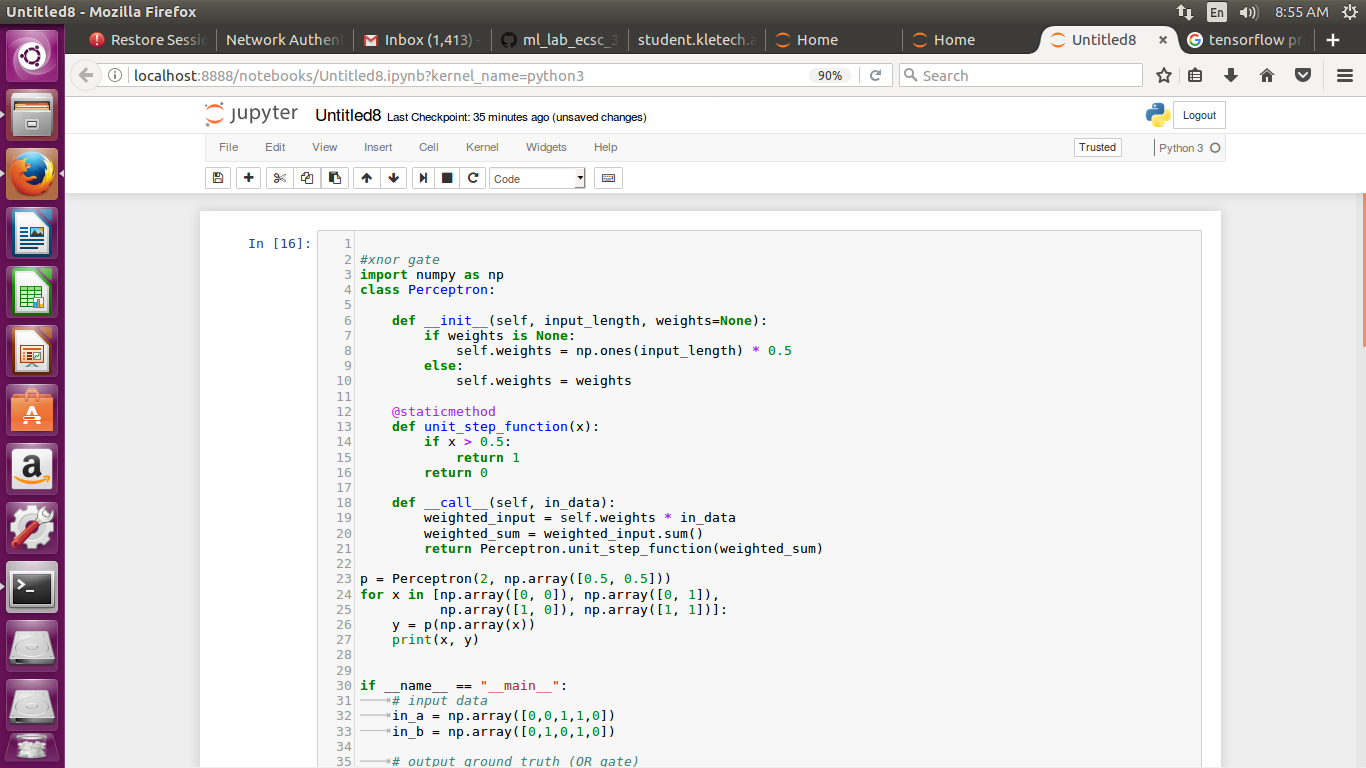 Untitled8 - Mozilla Firefox
En
8:55 AM
Restore Sessic
Network Authent
Inbox (1,413) -
ml_lab_ecsc_3
student.kletech.a
Home
Home
Untitled8
tensorflow pr
localhost:8888/notebooks/Untitled8.ipynb?kernel_name=python3
90%
Search
jupyter
Untitled8 Last Checkpoint: 35 minutes ago (unsaved changes)
Logout
File Edit View Insert Cell Kernel Widgets Help
Trusted
Python 3
Code
In [16]:
1
2 #xnor gate
3 import numpy as np
4 class Perceptron:
5
6     def __init__(self, input_length, weights=None):
7         if weights is None:
8             self.weights = np.ones(input_length) * 0.5
9         else:
10             self.weights = weights
11
12     @staticmethod
13     def unit_step_function(x):
14         if x > 0.5:
15             return 1
16         return 0
17
18     def __call__(self, in_data):
19         weighted_input = self.weights * in_data
20         weighted_sum = weighted_input.sum()
21         return Perceptron.unit_step_function(weighted_sum)
22
23 p = Perceptron(2, np.array([0.5, 0.5]))
24 for x in [np.array([0, 0]), np.array([0, 1]),
25           np.array([1, 0]), np.array([1, 1])]:
26     y = p(np.array(x))
27     print(x, y)
28
29
30 if __name__ == "__main__":
31     # input data
32     in_a = np.array([0,0,1,1,0])
33     in_b = np.array([0,1,0,1,0])
34
35     # output ground truth (OR gate)